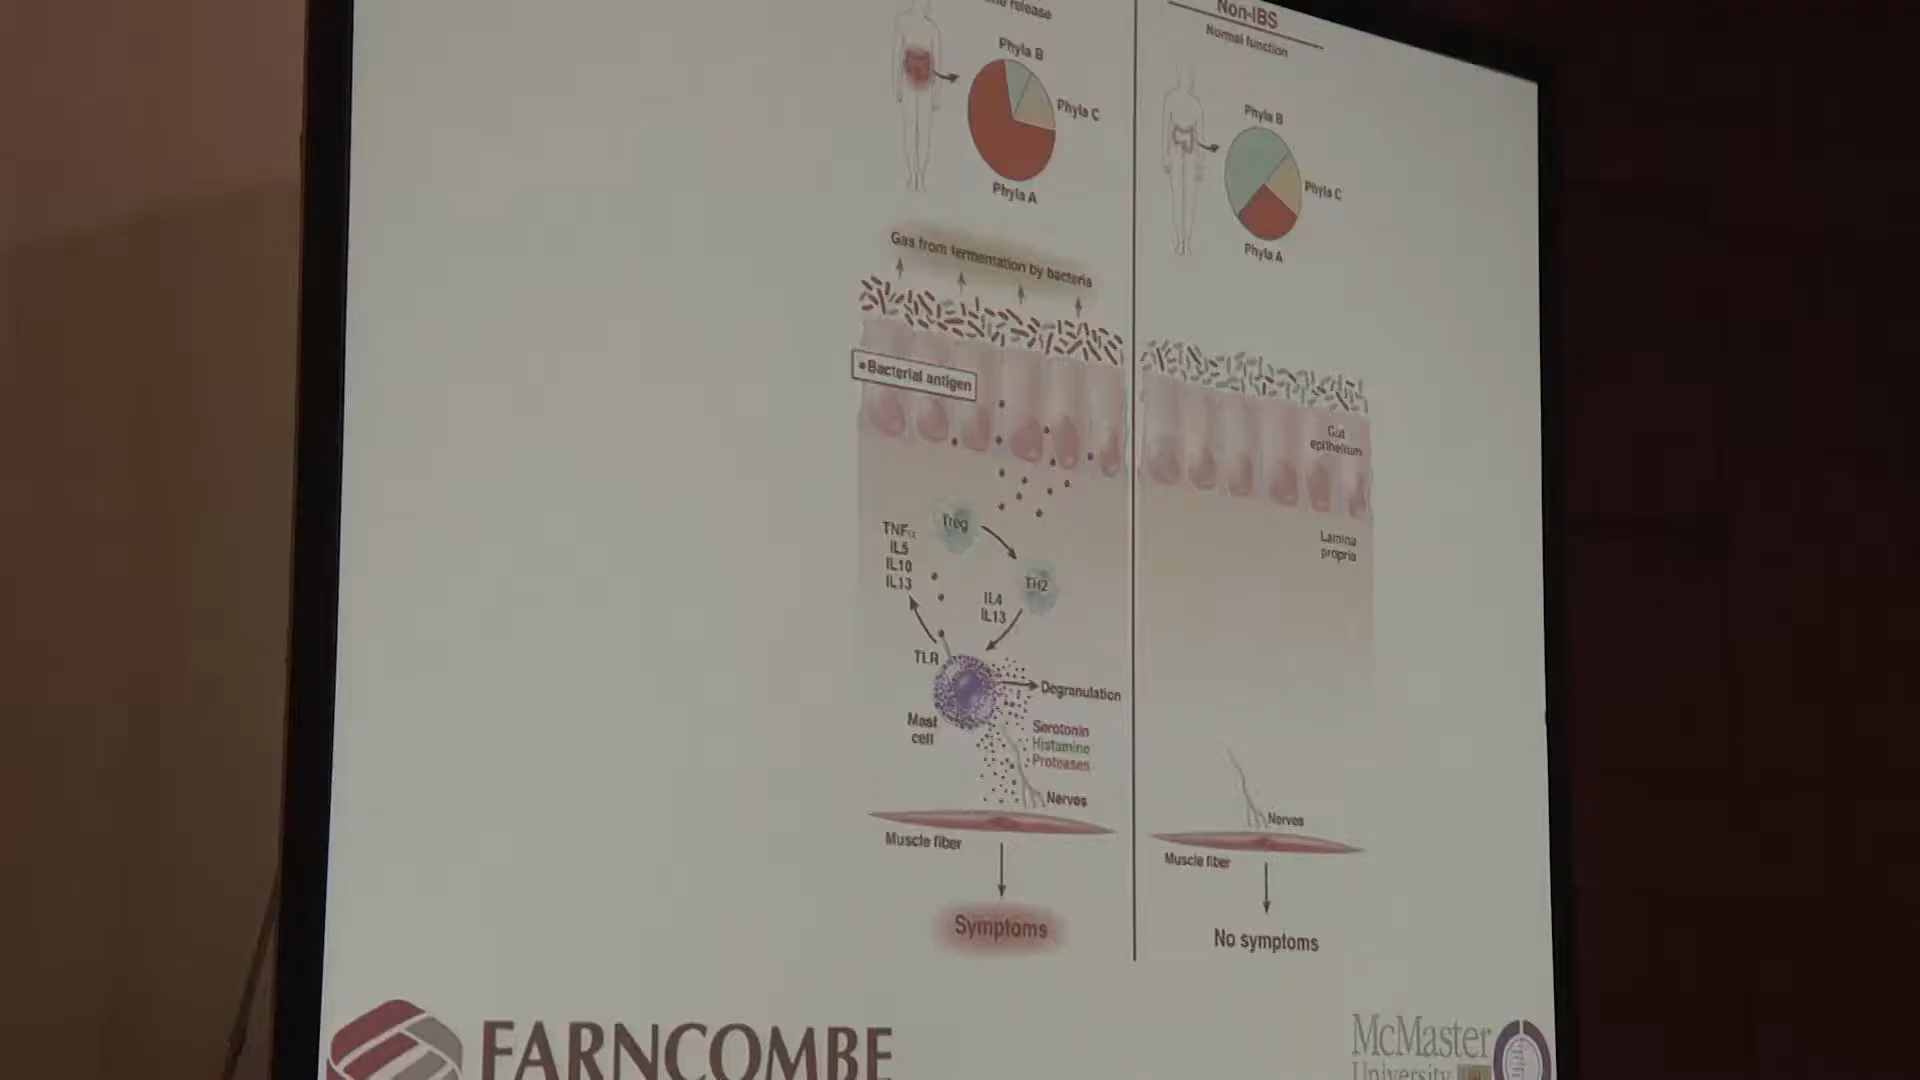 release
Phyla B
Phyla C
Phyla A
Gas from fermentation by bacteria
Bacterial antigen
Treg
TNFα
IL5
IL10
IL13
TH2
IL4
IL13
TLR
Degranulation
Mast
cell
Serotonin
Histamine
Proteases
Nerves
Muscle fiber
Symptoms
Non-IBS
Normal function
Phyla B
Phyla C
Phyla A
Gut
epithelium
Lamina
propria
Nerves
Muscle fiber
No symptoms
FARNCOMBE
McMaster
University